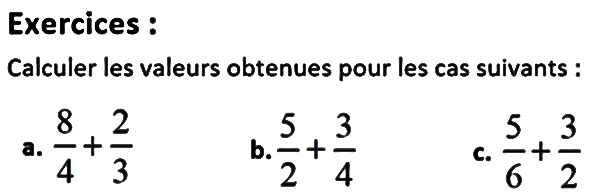 Exercices :
Calculer les valeurs obtenues pour les cas suivants :
a. 8/4 + 2/3 b. 5/2 + 3/4 c. 5/6 + 3/2